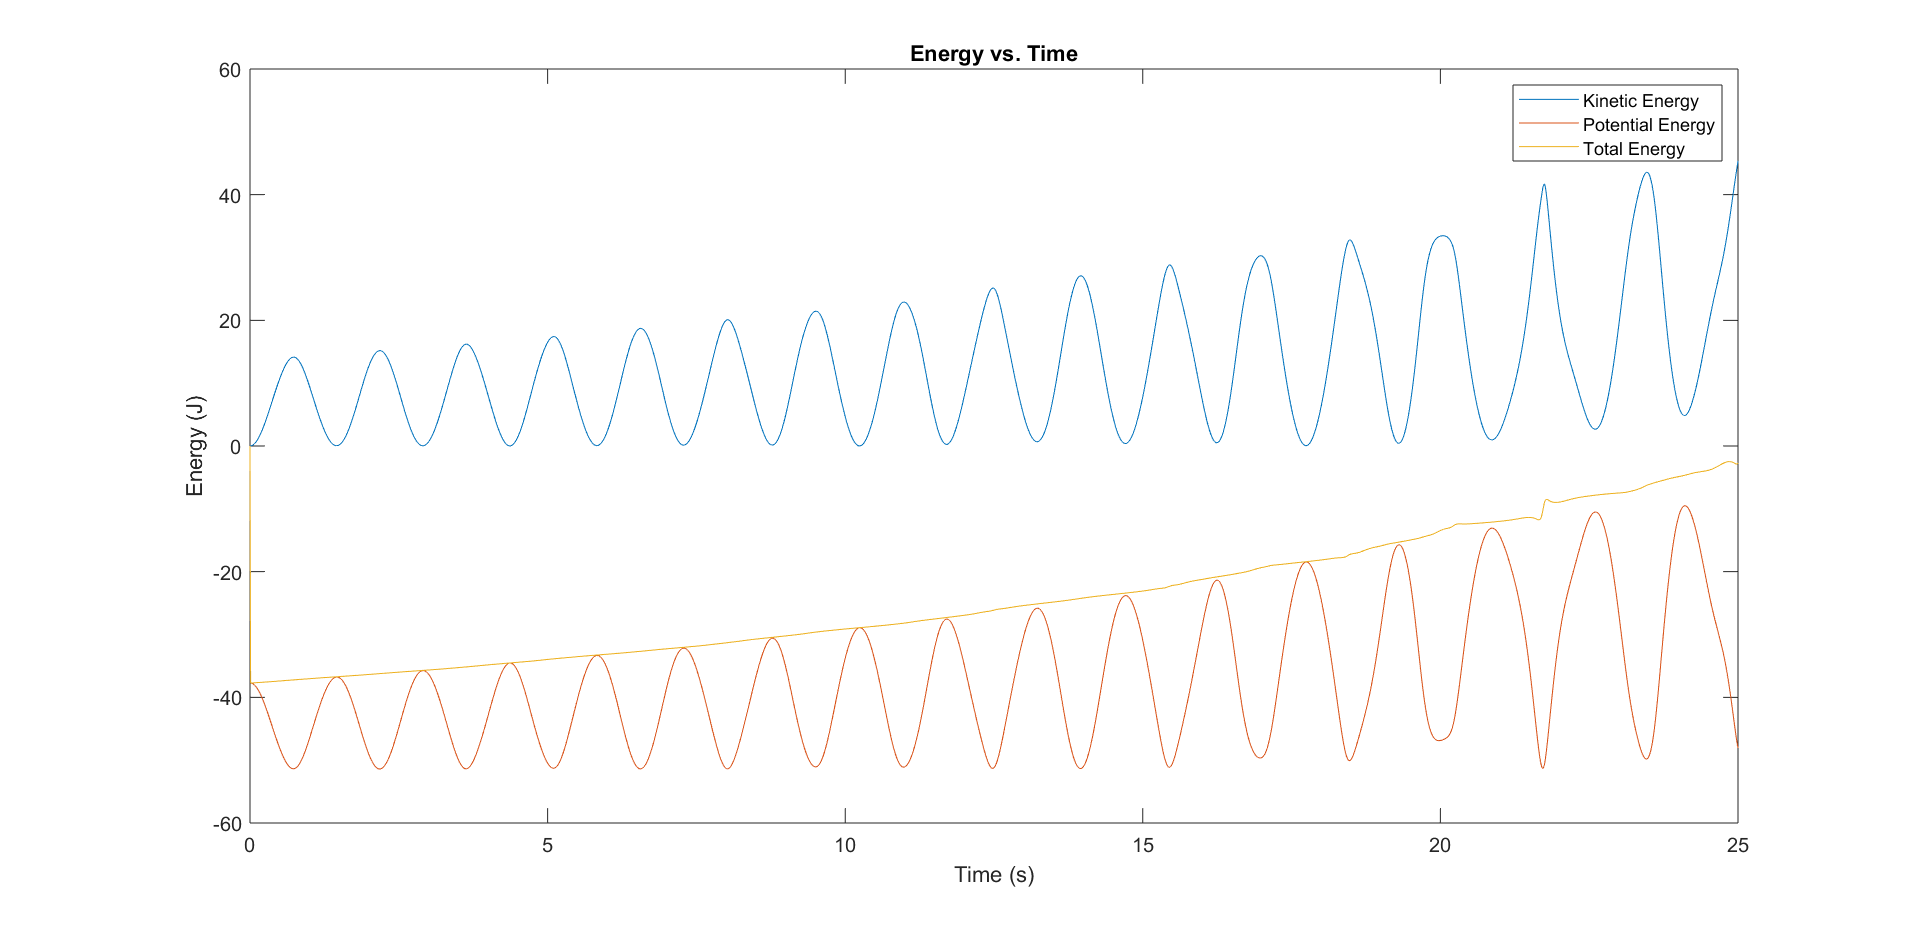 Energy vs. Time
60
40
20
0
-20
-40
-60
Energy (J)
Kinetic Energy
Potential Energy
Total Energy
0 5 10 15 20 25
Time (s)